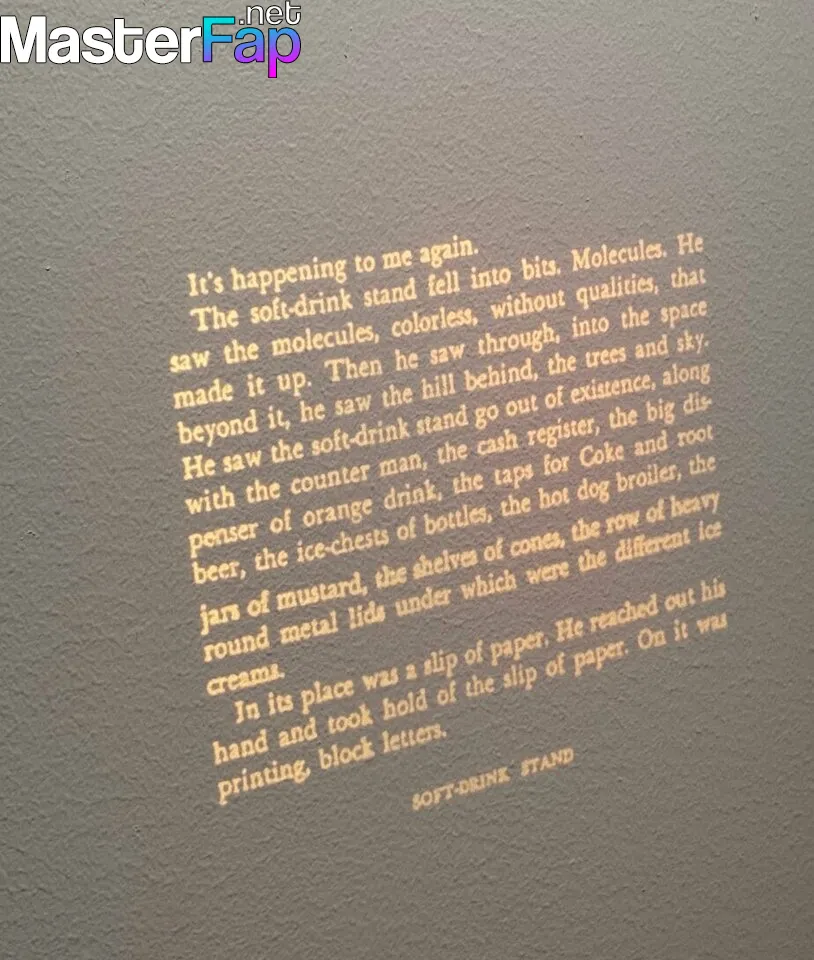 MasterFap.net
It's happening to me again.
The soft-drink stand fell into bits. Molecules. He
saw the molecules, colorless, without qualities, that
made it up. Then he saw through, into the space
beyond it, he saw the hill behind, the trees and sky.
He saw the soft-drink stand go out of existence, along
with the counter man, the cash register, the big dis-
penser of orange drink, the taps for Coke and root
beer, the ice-chests of bottles, the hot dog broiler, the
jars of mustard, the shelves of cones, the row of heavy
round metal lids under which were the different ice
creams.
In its place was a slip of paper. He reached out his
hand and took hold of the slip of paper. On it was
printing, block letters.
SOFT-DRINK STAND